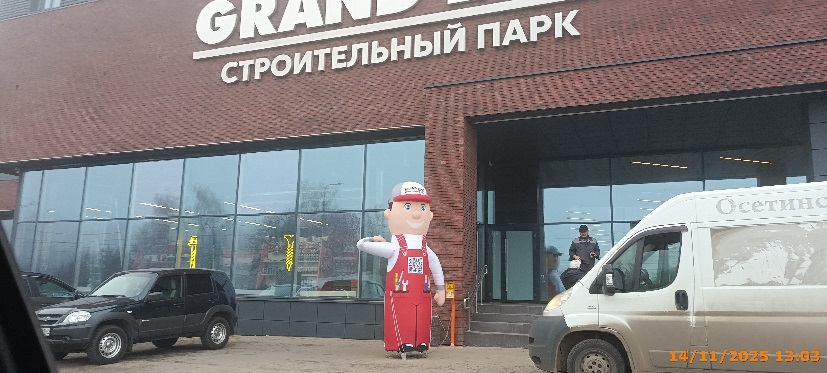 GRAND
СТРОИТЕЛЬНЫЙ ПАРК
Осетинс
14/11/2025 13:03